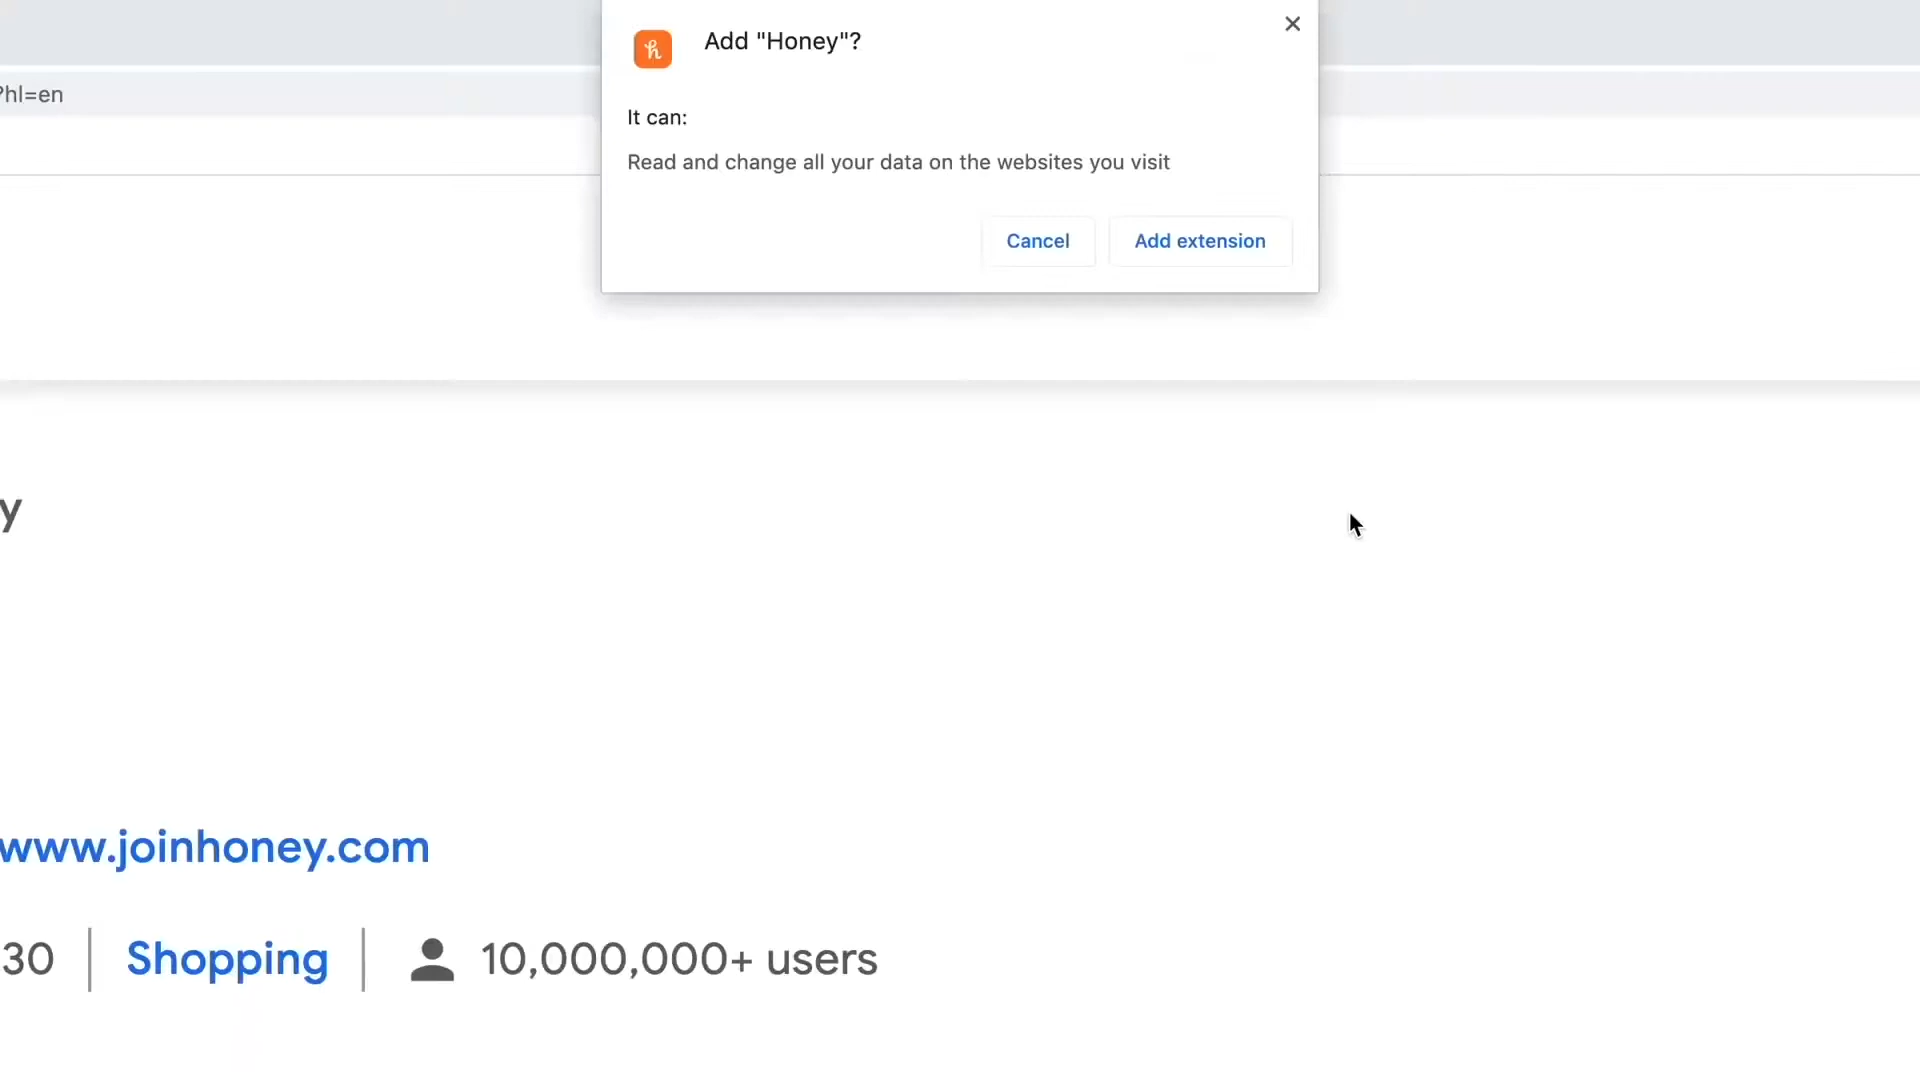 Add "Honey"?
?hl=en
It can:
Read and change all your data on the websites you visit
Cancel
Add extension
y
www.joinhoney.com
30
Shopping
10,000,000+ users